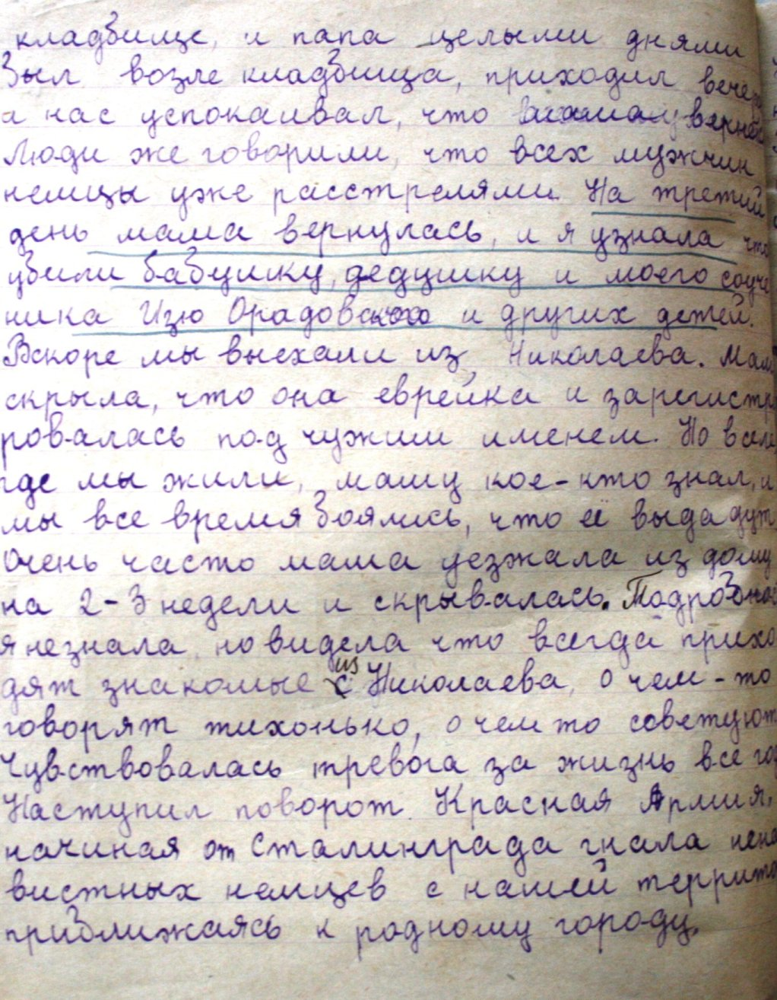 кладбище, и папа целыми днями
был возле кладбища, приходил вече
и нас успокаивал, что верне
Люди же говорили, что всех мужчин
немцы уже расстреляли. На третий
день мама вернулась, и я узнала что
убили бабушку, дедушку и моего соуче
ника Изю Орадовского и других детей.
Вскоре мы выехали из Николаева. Мам
скрыла, что она еврейка и зарегистр
ровалась под чужим именем. Но в селе
где мы жили, маму кое-кто знал, и
мы все время боялись, что её выдадут
Очень часто мама уезжала из дому
на 2-3 недели и скрывалась. Подробнос
я незнала, но видела что всегда прихо
дят знакомые из Николаева, о чем-то
говорят тихонько, о чем то советуют
Чувствовалась тревога за жизнь все го
Наступил поворот. Красная Армия,
начиная от Сталинграда гнала нена
вистных немцев с нашей террито
приближаясь к родному городу.